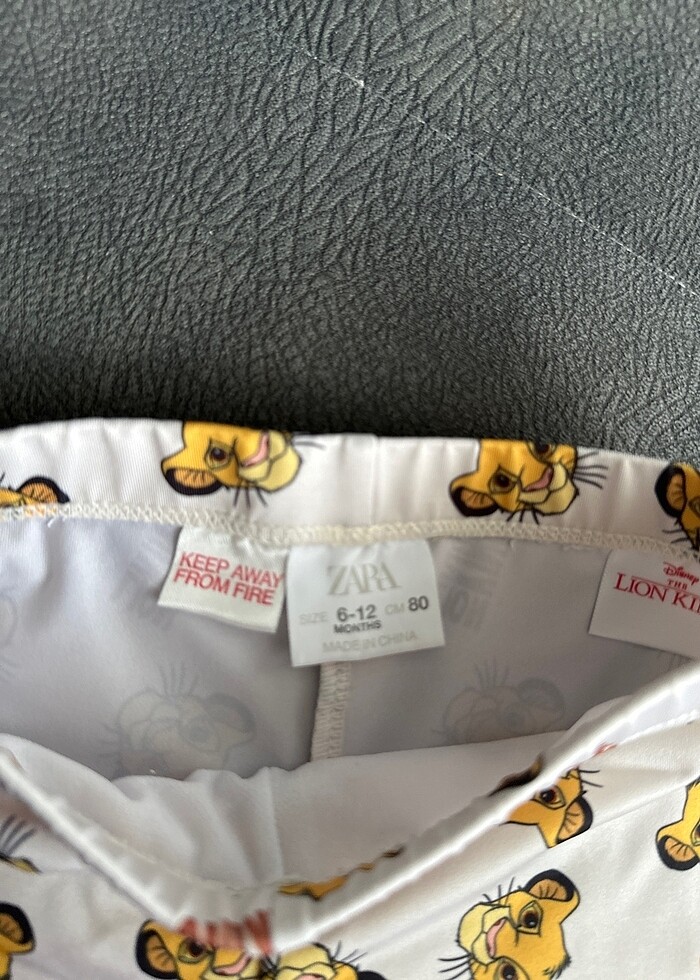 KEEP AWAY
FROM FIRE
ZARA
SIZE 6-12 CM 80
MONTHS
MADE IN CHINA
Disney
THE
LION KI